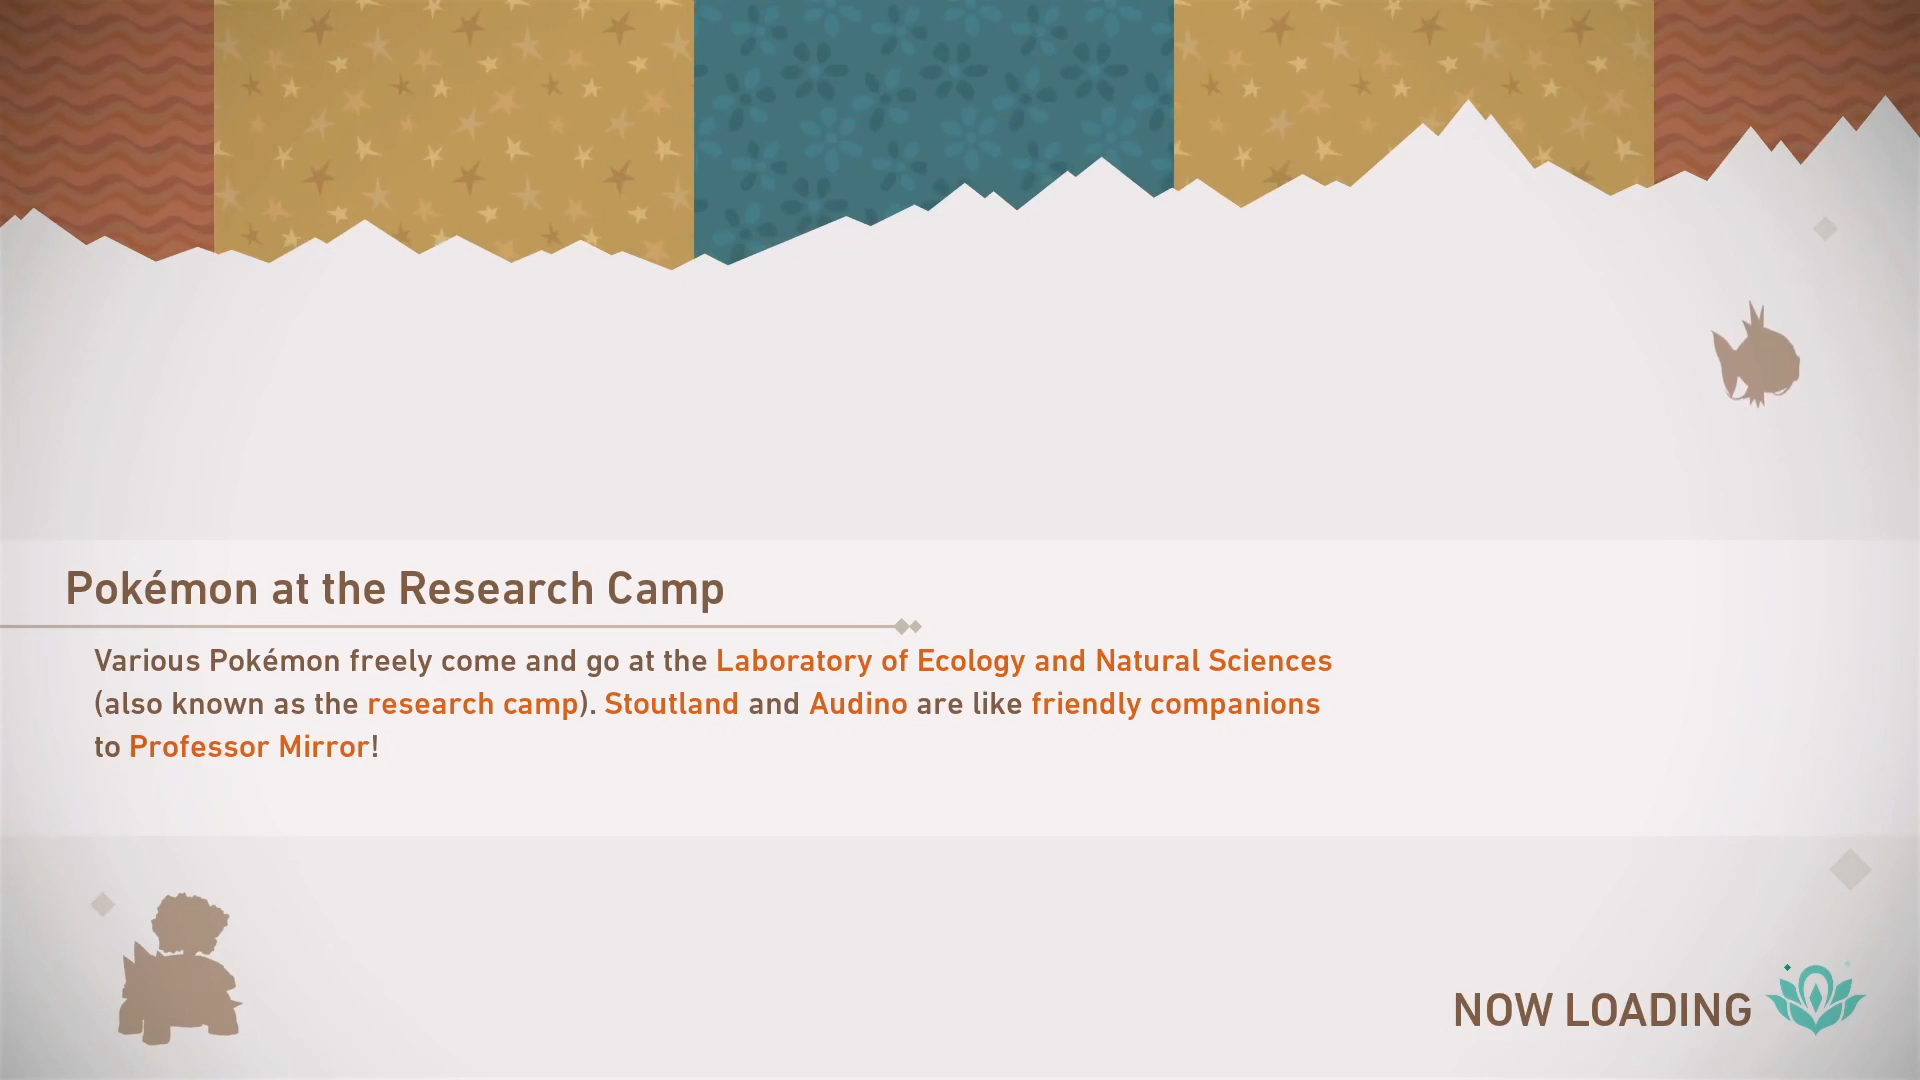 Pokémon at the Research Camp
Various Pokémon freely come and go at the Laboratory of Ecology and Natural Sciences
(also known as the research camp). Stoutland and Audino are like friendly companions
to Professor Mirror!
NOW LOADING